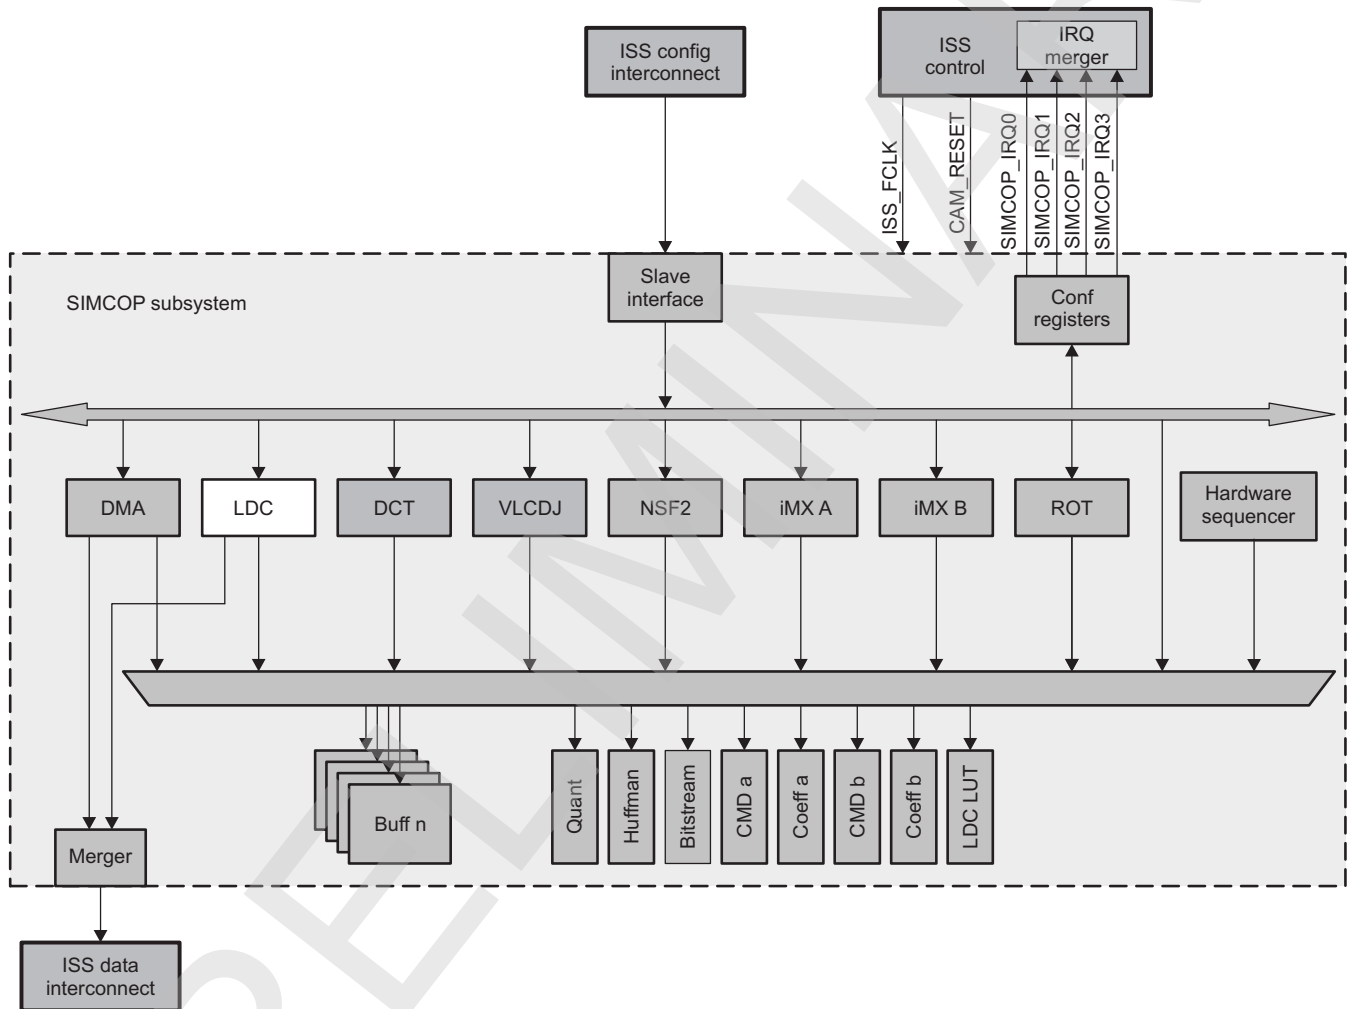 ISS config
interconnect
ISS
control
IRQ
merger
ISS_FCLK
CAM_RESET
SIMCOP_IRQ0
SIMCOP_IRQ1
SIMCOP_IRQ2
SIMCOP_IRQ3
SIMCOP subsystem
Slave
interface
Conf
registers
DMA
LDC
DCT
VLCDJ
NSF2
iMX A
iMX B
ROT
Hardware
sequencer
Buff n
Quant
Huffman
Bitstream
CMD a
Coeff a
CMD b
Coeff b
LDC LUT
Merger
ISS data
interconnect